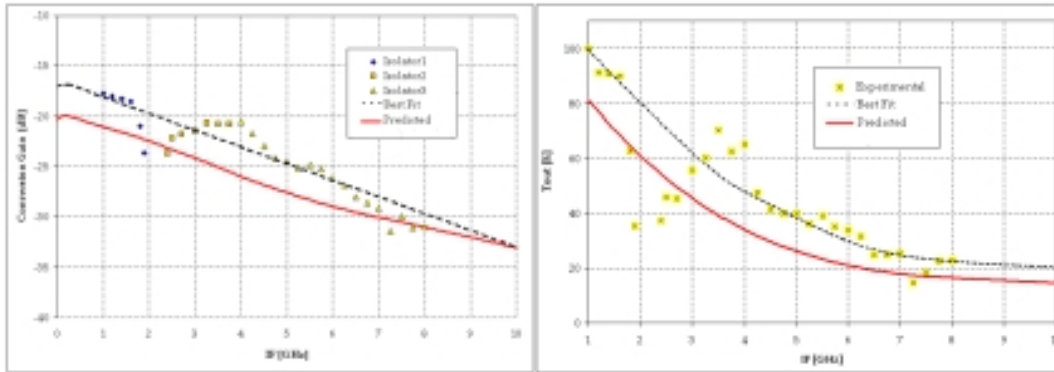 -10
-15
-20
-25
-30
-35
-40
Conversion Gain [dB]
0 1 2 3 4 5 6 7 8 9 10
IF [GHz]
Isolator1
Isolator2
Isolator3
Best Fit
Predicted
100
80
60
40
20
0
Tout [K]
1 2 3 4 5 6 7 8 9
IF [GHz]
Experimental
Best Fit
Predicted